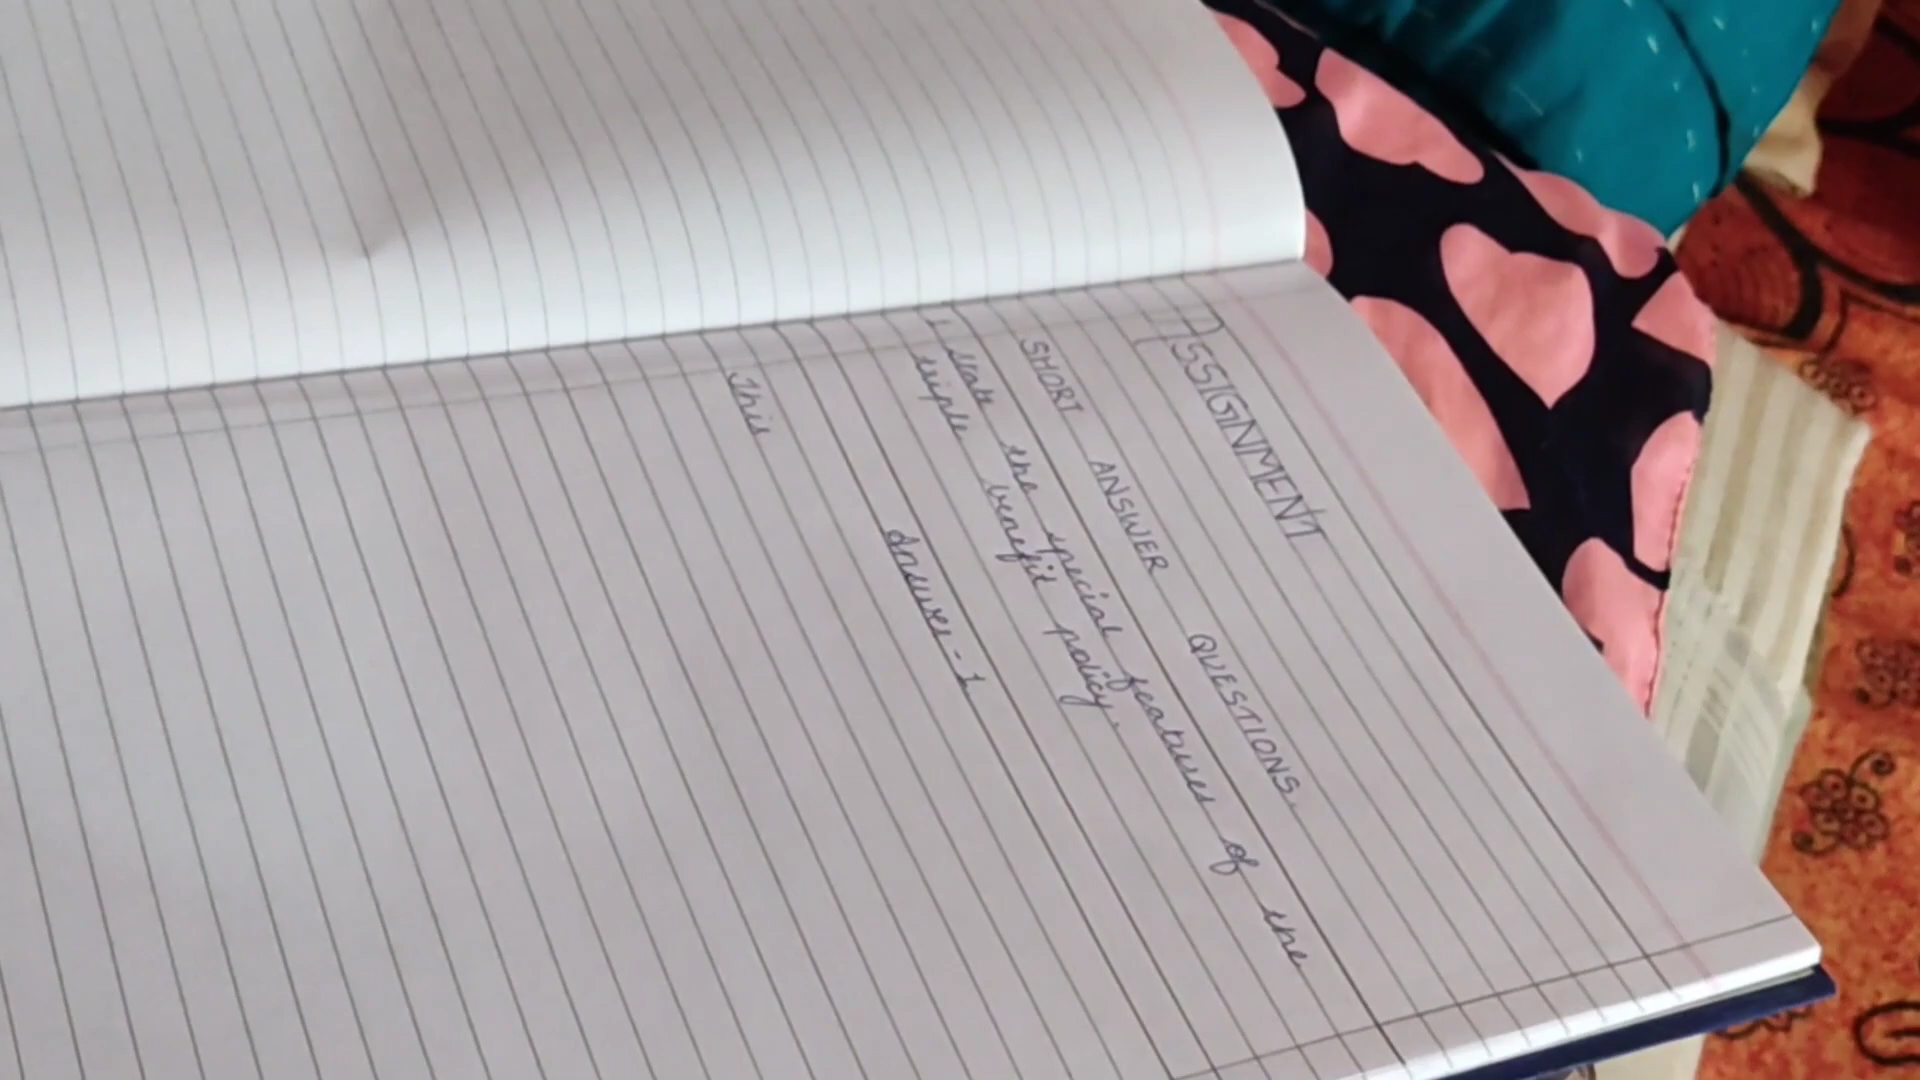 ASSIGNMENT
SHORT ANSWER QUESTIONS.
1 State the special features of the
triple benefit policy.
Answer - 1
This